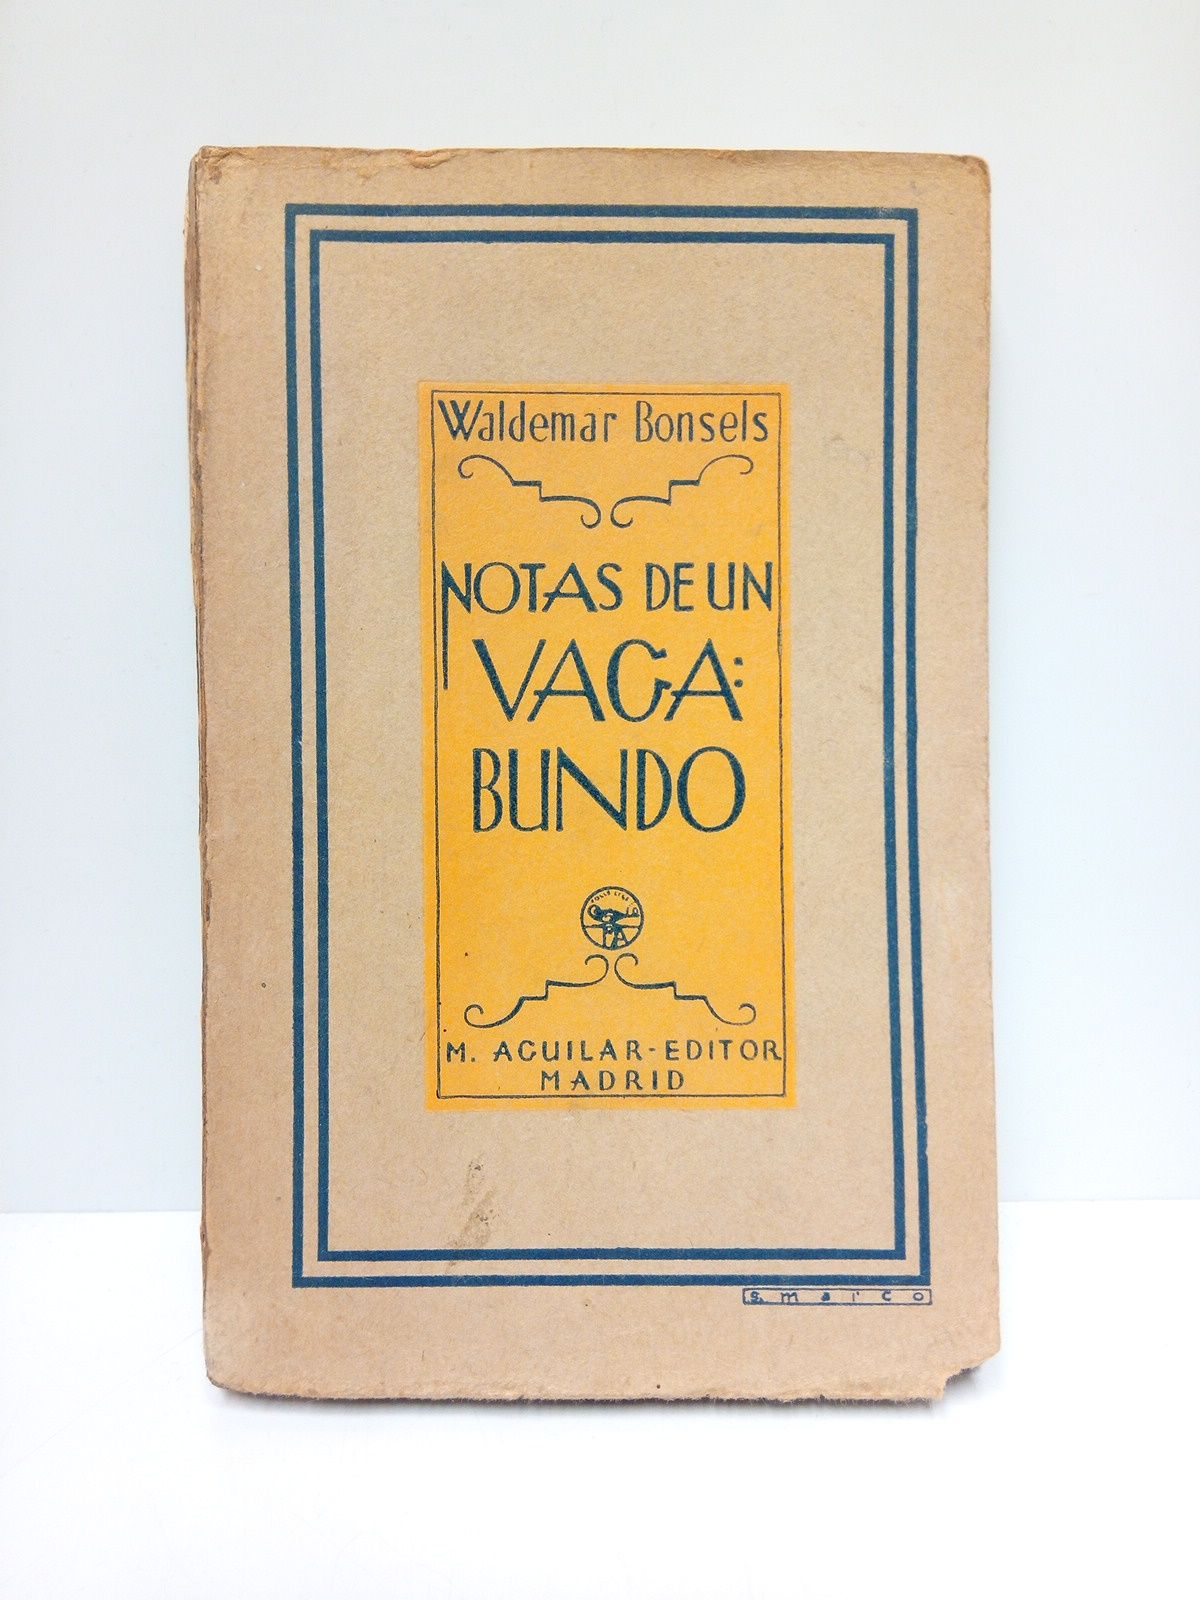 Waldemar Bonsels
NOTAS DE UN
VAGA:
BUNDO
M. AGUILAR-EDITOR
MADRID
s. marco